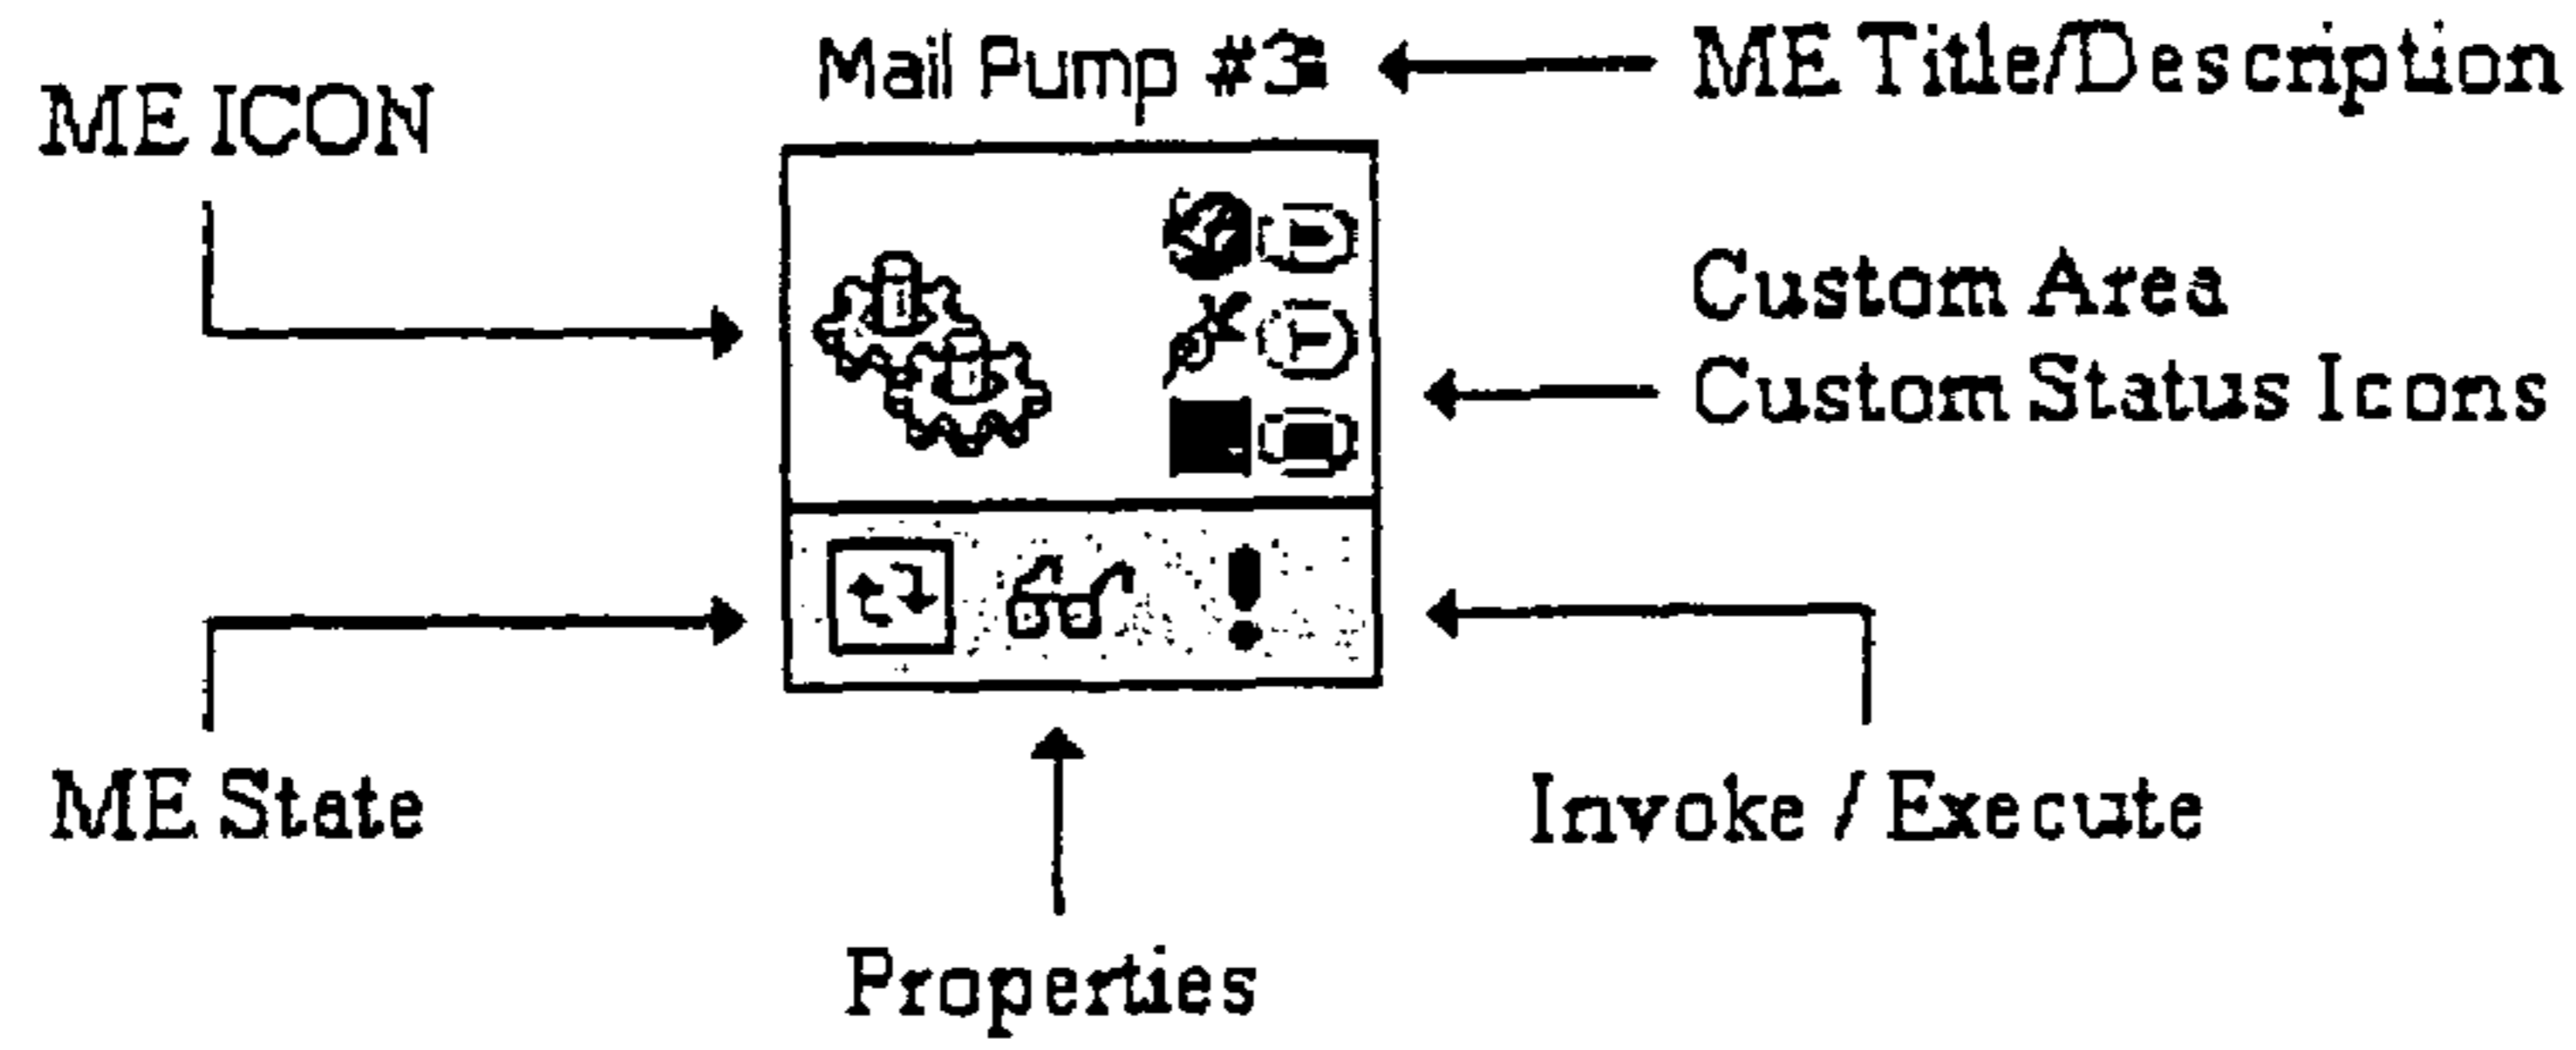 Mail Pump #3
ME Title/Description
ME ICON
Custom Area
Custom Status Icons
ME State
Invoke / Execute
Properties